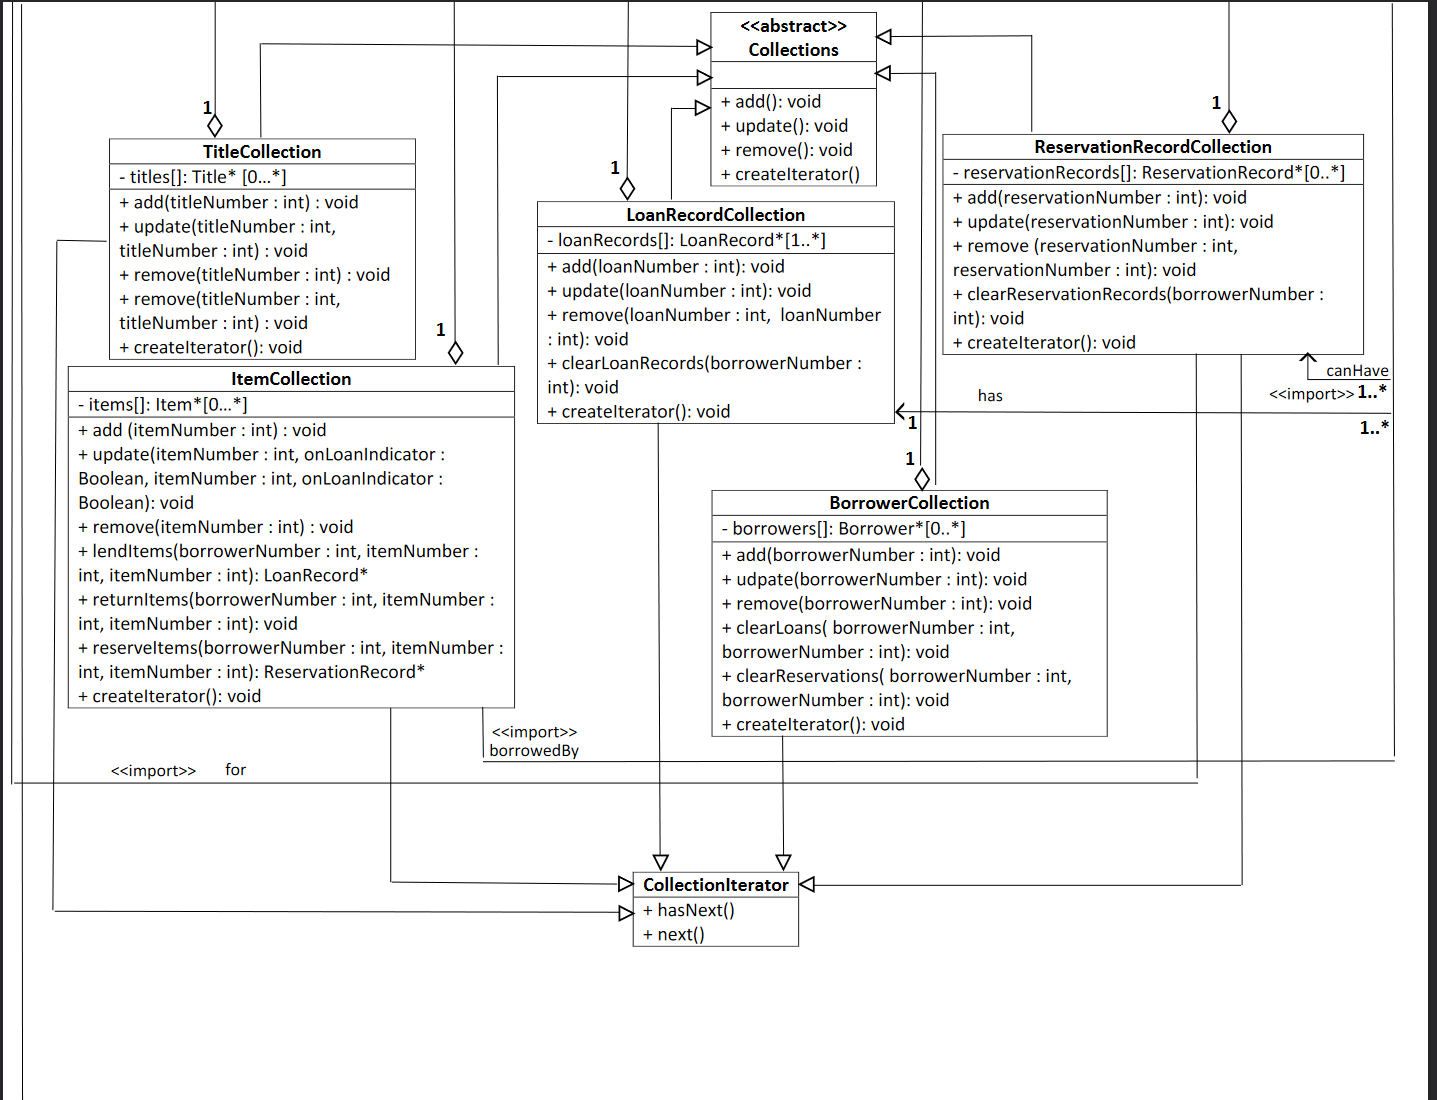 <<abstract>>
Collections
+ add(): void
+ update(): void
+ remove(): void
+ createIterator()
1
TitleCollection
- titles[]: Title* [0...*]
+ add(titleNumber : int) : void
+ update(titleNumber : int,
titleNumber : int) : void
+ remove(titleNumber : int) : void
+ remove(titleNumber : int,
titleNumber : int) : void
+ createIterator(): void
1
LoanRecordCollection
- loanRecords[]: LoanRecord*[1..*]
+ add(loanNumber : int): void
+ update(loanNumber : int): void
+ remove(loanNumber : int,  loanNumber
: int): void
+ clearLoanRecords(borrowerNumber :
int): void
+ createIterator(): void
1
ReservationRecordCollection
- reservationRecords[]: ReservationRecord*[0..*]
+ add(reservationNumber : int): void
+ update(reservationNumber : int): void
+ remove (reservationNumber : int,
reservationNumber : int): void
+ clearReservationRecords(borrowerNumber :
int): void
+ createIterator(): void
canHave
<<import>> 1..*
has
1
1..*
1
ItemCollection
- items[]: Item*[0...*]
+ add (itemNumber : int) : void
+ update(itemNumber : int, onLoanIndicator :
Boolean, itemNumber : int, onLoanIndicator :
Boolean): void
+ remove(itemNumber : int) : void
+ lendItems(borrowerNumber : int, itemNumber :
int, itemNumber : int): LoanRecord*
+ returnItems(borrowerNumber : int, itemNumber :
int, itemNumber : int): void
+ reserveItems(borrowerNumber : int, itemNumber :
int, itemNumber : int): ReservationRecord*
+ createIterator(): void
1
BorrowerCollection
- borrowers[]: Borrower*[0..*]
+ add(borrowerNumber : int): void
+ udpate(borrowerNumber : int): void
+ remove(borrowerNumber : int): void
+ clearLoans( borrowerNumber : int,
borrowerNumber : int): void
+ clearReservations( borrowerNumber : int,
borrowerNumber : int): void
+ createIterator(): void
<<import>>
borrowedBy
<<import>> for
CollectionIterator
+ hasNext()
+ next()